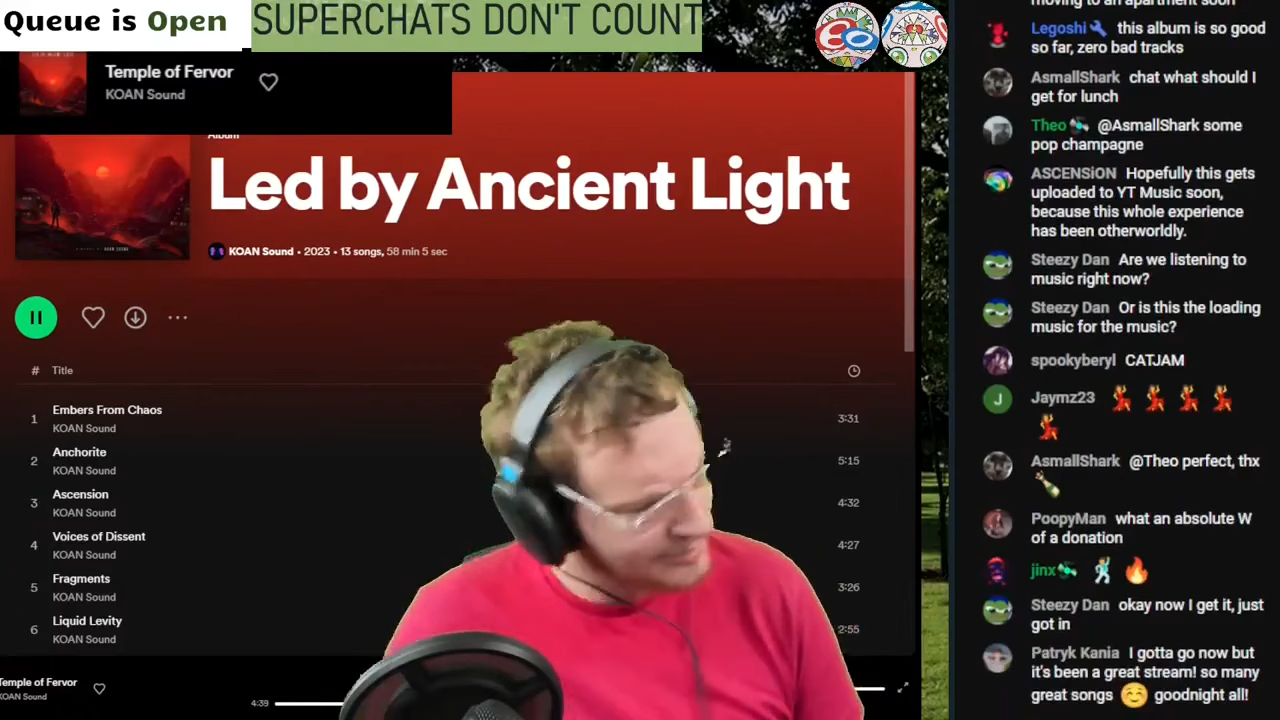 Queue is Open
SUPERCHATS DON'T COUNT
Temple of Fervor
KOAN Sound
Album
Led by Ancient Light
KOAN Sound • 2023 • 13 songs, 58 min 5 sec
# Title
1 Embers From Chaos 3:31
KOAN Sound
2 Anchorite 5:15
KOAN Sound
3 Ascension 4:32
KOAN Sound
4 Voices of Dissent 4:27
KOAN Sound
5 Fragments 3:26
KOAN Sound
6 Liquid Levity 2:55
KOAN Sound
Temple of Fervor
KOAN Sound
4:39
moving to an apartment soon
Legoshi this album is so good
so far, zero bad tracks
AsmallShark chat what should I
get for lunch
Theo @AsmallShark some
pop champagne
ASCENSiON Hopefully this gets
uploaded to YT Music soon,
because this whole experience
has been otherworldly.
Steezy Dan Are we listening to
music right now?
Steezy Dan Or is this the loading
music for the music?
spookyberyl CATJAM
J Jaymz23 💃 💃 💃 💃
💃
AsmallShark @Theo perfect, thx
🍾
PoopyMan what an absolute W
of a donation
jinx 🕺 🔥
Steezy Dan okay now I get it, just
got in
Patryk Kania I gotta go now but
it's been a great stream! so many
great songs ☺️ goodnight all!